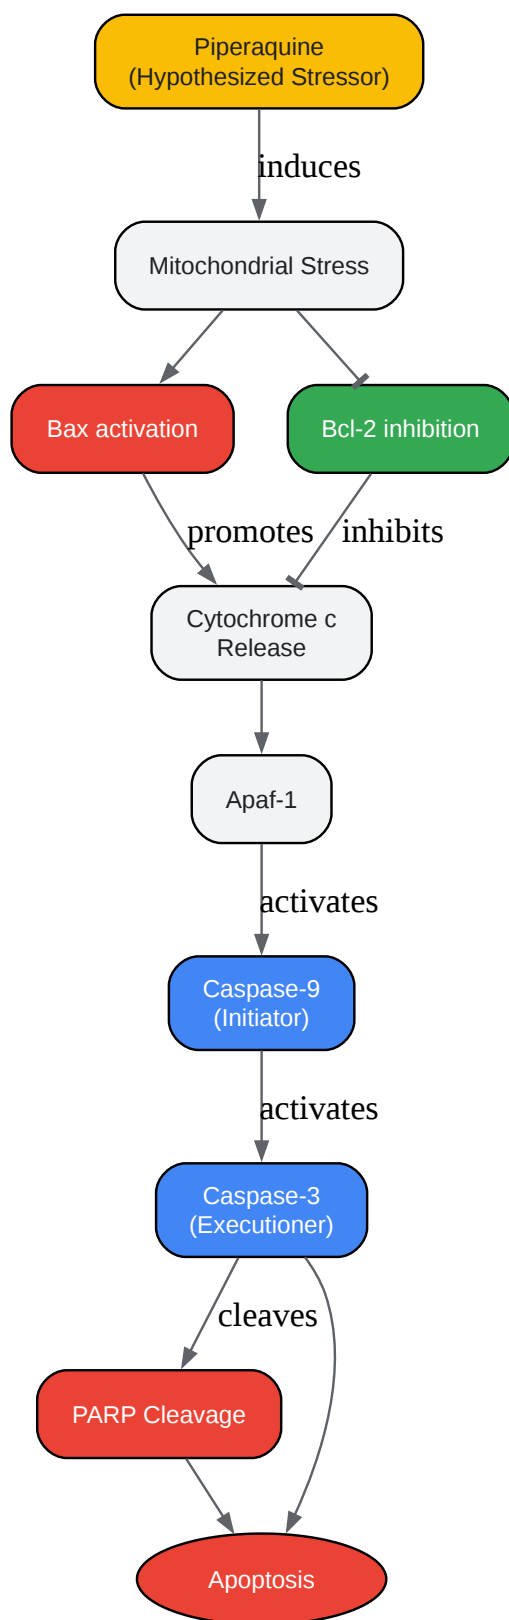 Piperaquine
(Hypothesized Stressor)
induces
Mitochondrial Stress
Bax activation
Bcl-2 inhibition
promotes
inhibits
Cytochrome c
Release
Apaf-1
activates
Caspase-9
(Initiator)
activates
Caspase-3
(Executioner)
cleaves
PARP Cleavage
Apoptosis